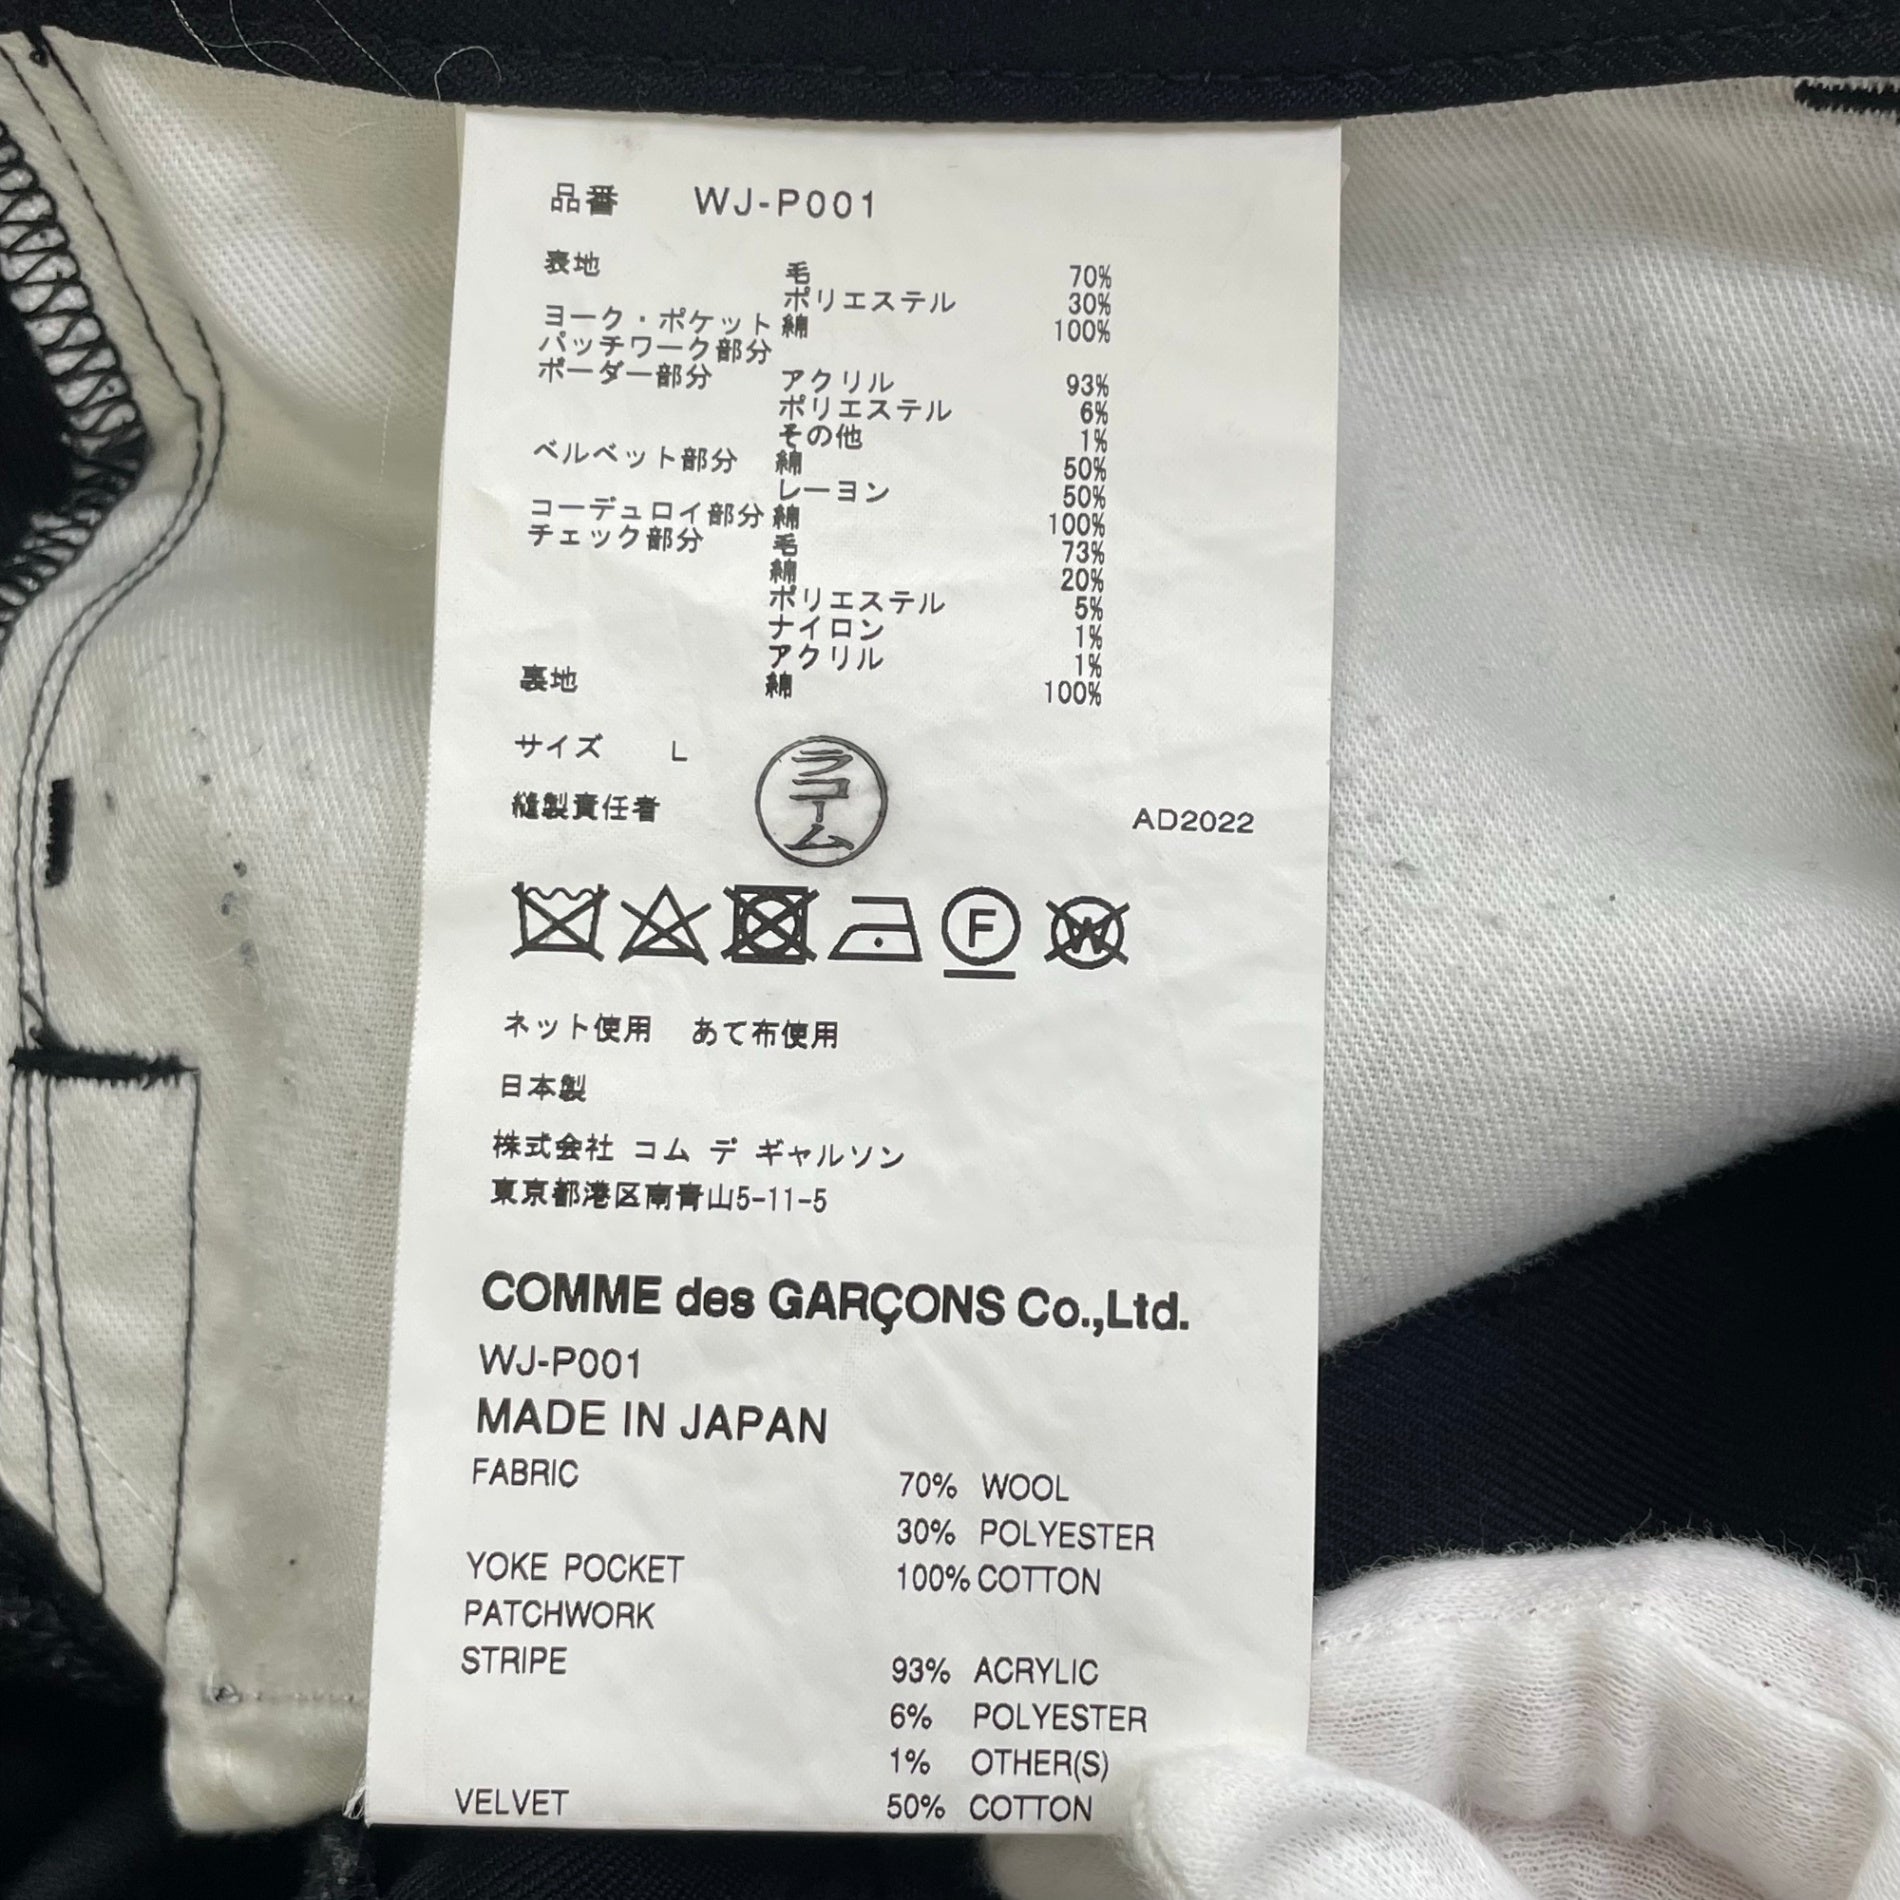 品番 WJ-P001
表地 毛 70%
ポリエステル 30%
ヨーク・ポケット 綿 100%
パッチワーク部分
ボーダー部分 アクリル 93%
ポリエステル 6%
その他 1%
ベルベット部分 綿 50%
レーヨン 50%
コーデュロイ部分 綿 100%
チェック部分 毛 73%
綿 20%
ポリエステル 5%
ナイロン 1%
アクリル 1%
裏地 綿 100%
サイズ L
縫製責任者 ラコーム AD2022
F W
ネット使用 あて布使用
日本製
株式会社 コム デ ギャルソン
東京都港区南青山5-11-5
COMME des GARÇONS Co.,Ltd.
WJ-P001
MADE IN JAPAN
FABRIC 70% WOOL
30% POLYESTER
YOKE POCKET 100% COTTON
PATCHWORK
STRIPE 93% ACRYLIC
6% POLYESTER
1% OTHER(S)
VELVET 50% COTTON